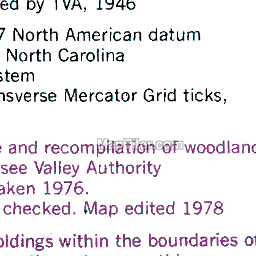 ed by TVA, 1946
7 North American datum
North Carolina
stem
nsverse Mercator Grid ticks,
e and recompilation of woodland
see Valley Authority
aken 1976.
checked. Map edited 1978
oldings within the boundaries of